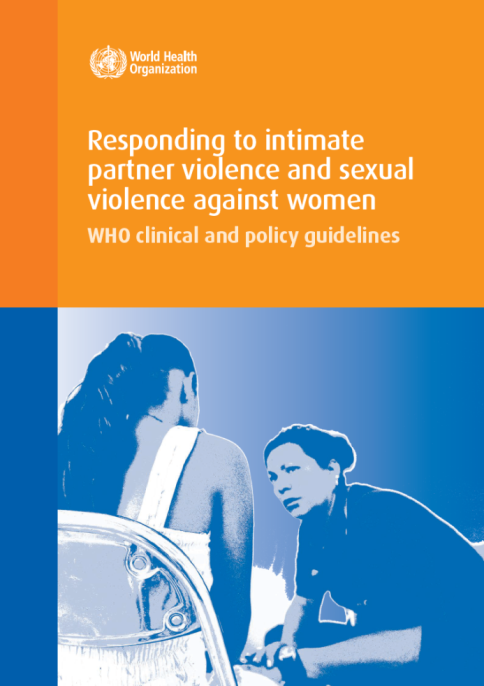 World Health
Organization
Responding to intimate
partner violence and sexual
violence against women
WHO clinical and policy guidelines